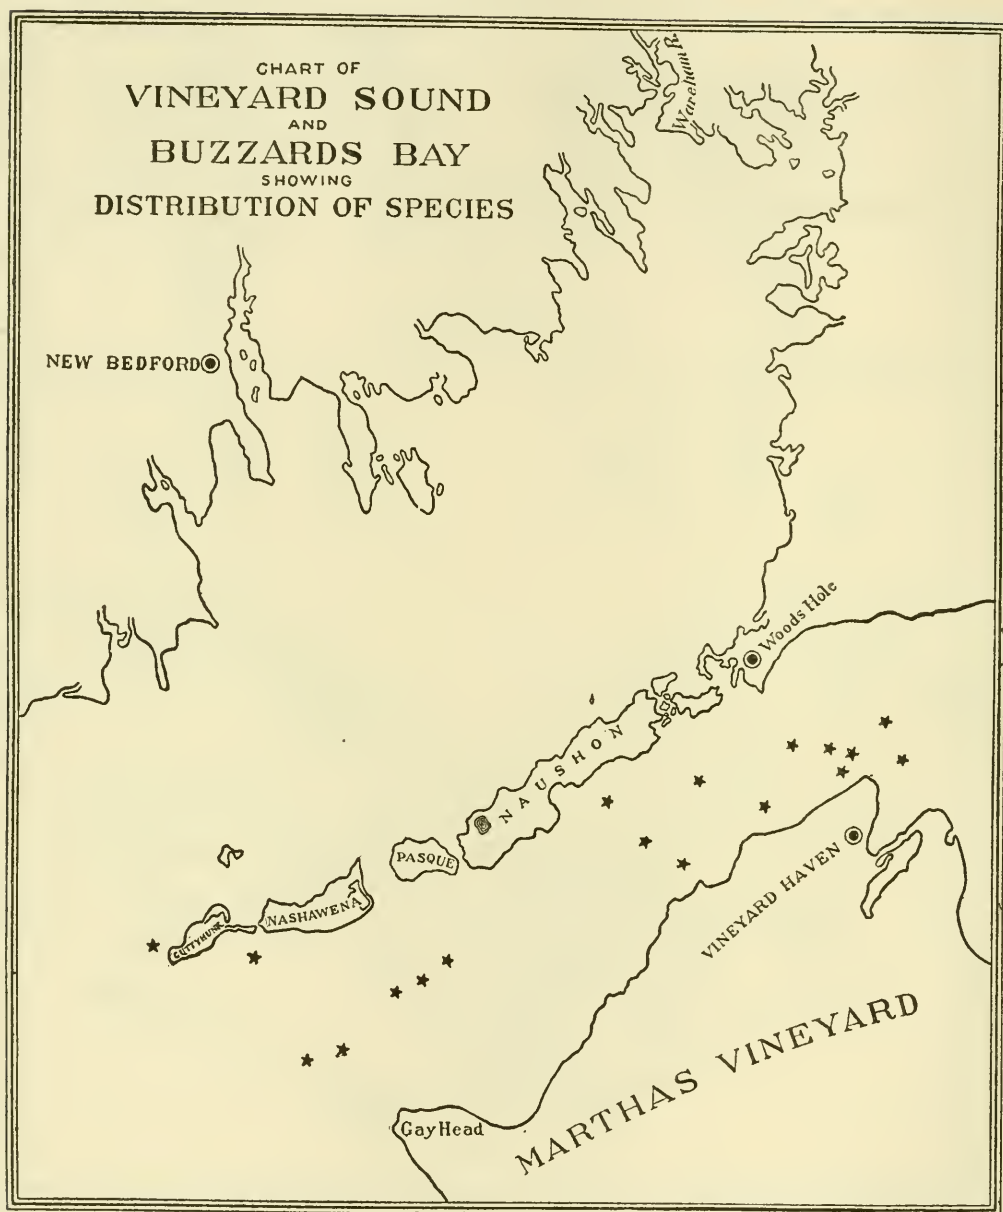 CHART OF
VINEYARD SOUND
AND
BUZZARDS BAY
SHOWING
DISTRIBUTION OF SPECIES
Wareham R.
NEW BEDFORD
Woods Hole
NAUSHON
PASQUE
NASHAWENA
CUTTYHUNK
VINEYARD HAVEN
MARTHAS VINEYARD
Gay Head